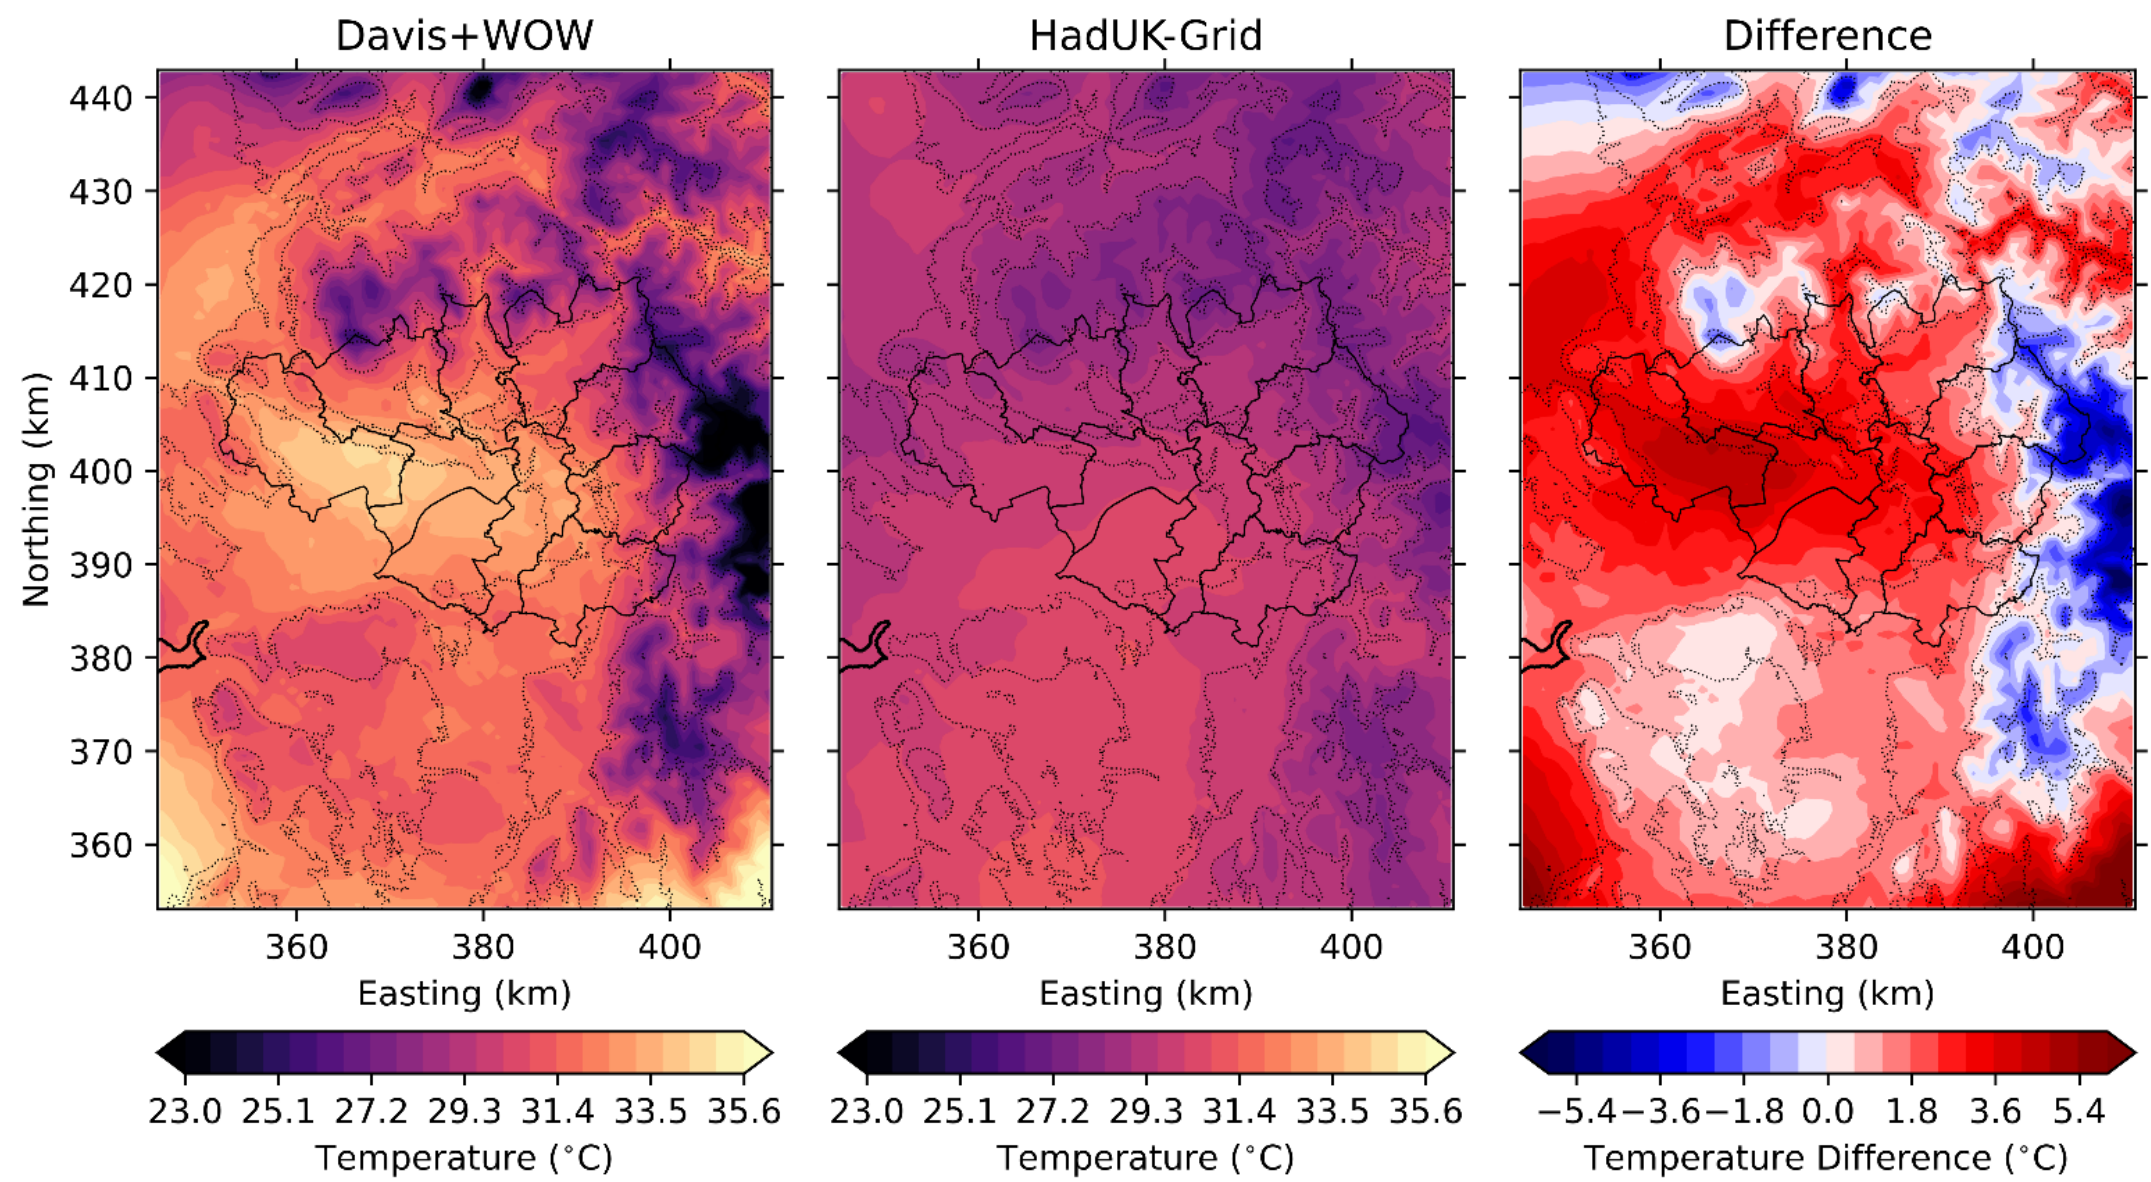 Davis+WOW HadUK-Grid Difference
440
430
420
410
400
390
380
370
360
Northing (km)
360 380 400 360 380 400 360 380 400
Easting (km) Easting (km) Easting (km)
23.0 25.1 27.2 29.3 31.4 33.5 35.6 23.0 25.1 27.2 29.3 31.4 33.5 35.6 −5.4 −3.6 −1.8 0.0 1.8 3.6 5.4
Temperature (°C) Temperature (°C) Temperature Difference (°C)